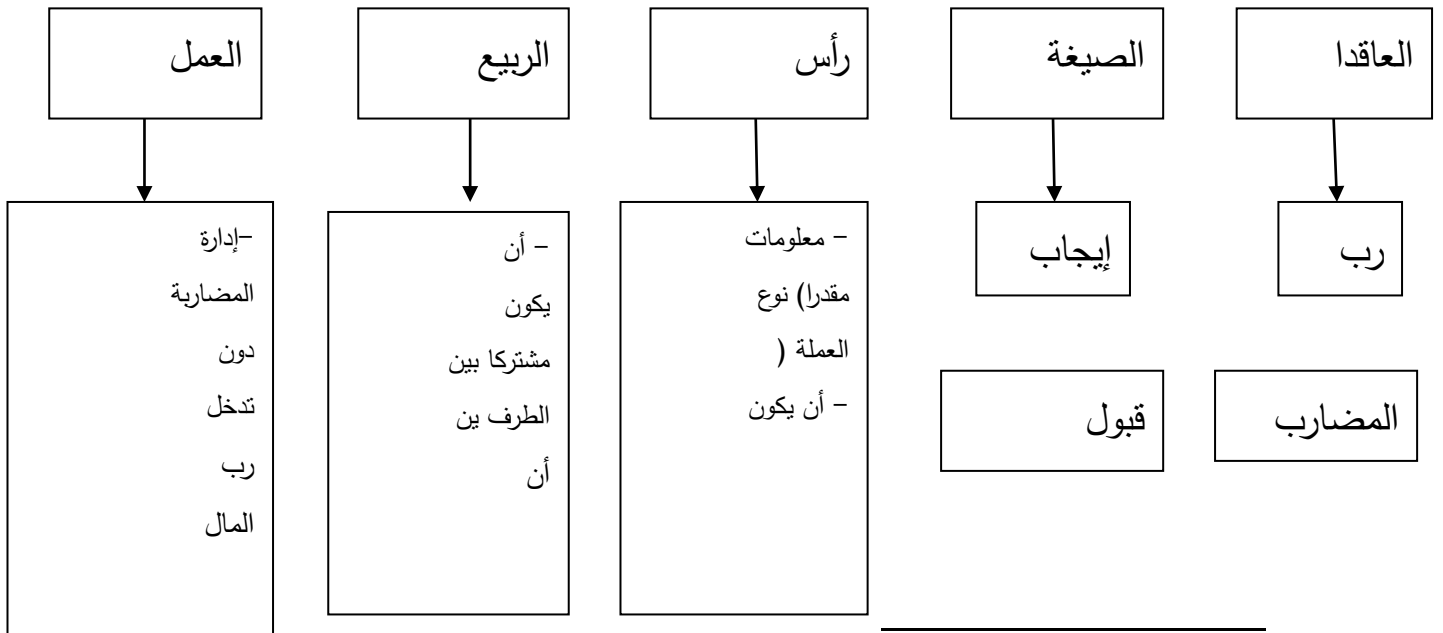 العاقدا
الصيغة
رأس
الربيع
العمل
رب
المضارب
إيجاب
قبول
- معلومات
مقدرا) نوع
العملة (
- أن يكون
- أن
يكون
مشتركا بين
الطرف ين
أن
-إدارة
المضاربة
دون
تدخل
رب
المال